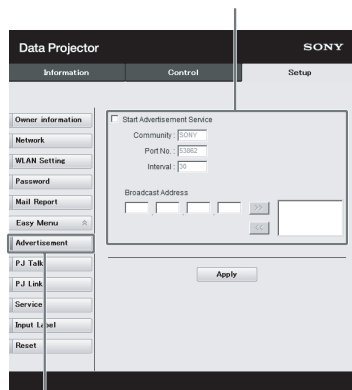 Data Projector
SONY
Information
Control
Setup
Owner information
Network
WLAN Setting
Password
Mail Report
Easy Menu
Advertisement
PJ Talk
PJ Link
Service
Input Label
Reset
Start Advertisement Service
Community : SONY
Port No. : 53862
Interval : 30
Broadcast Address
. . .
>>
<<
Apply